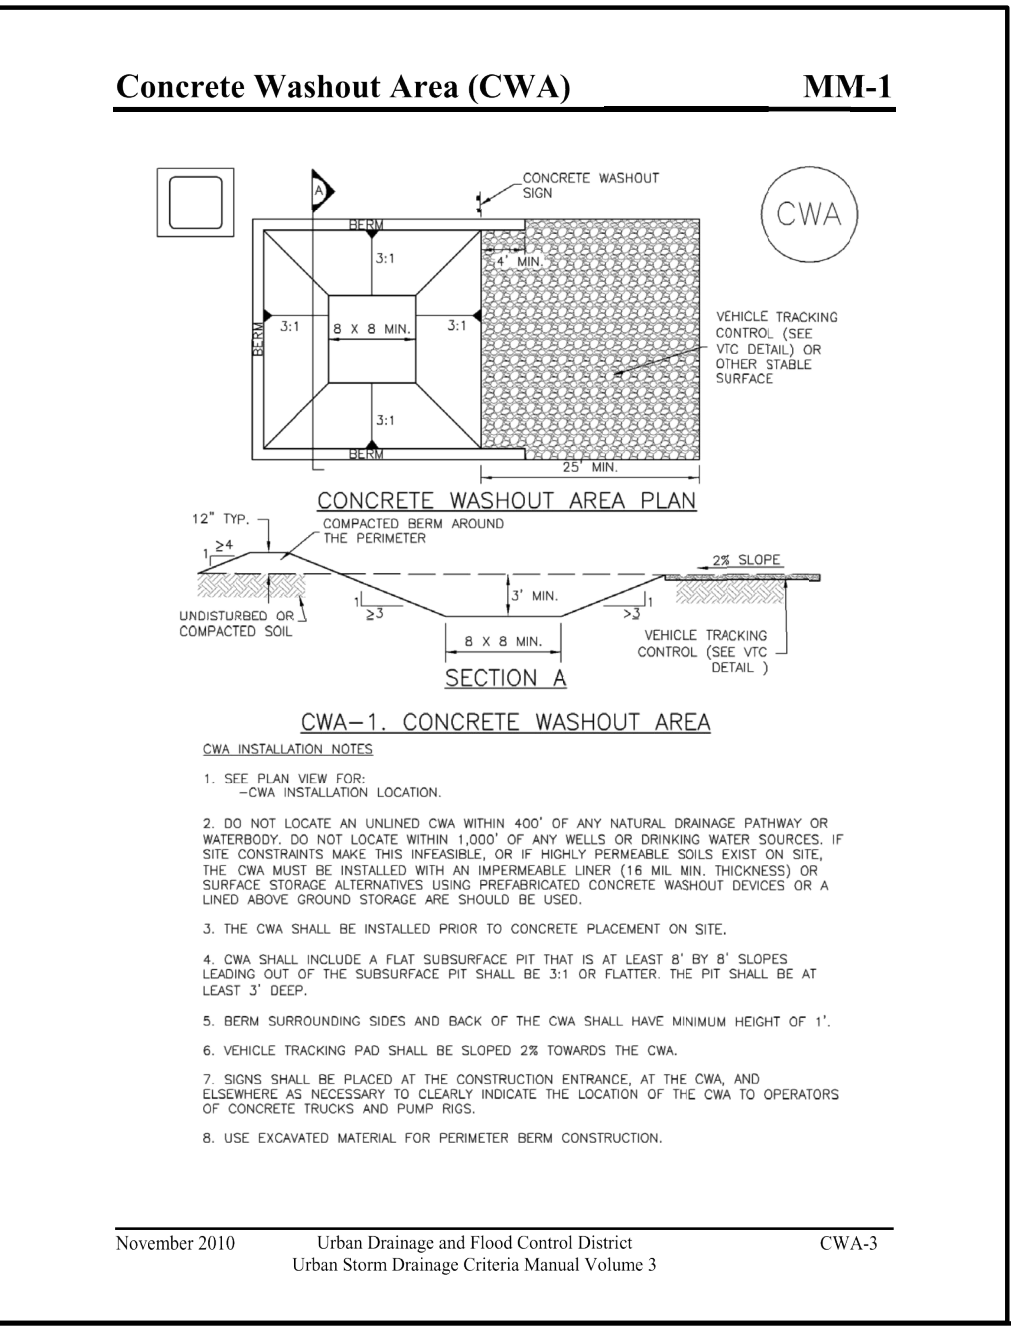 Concrete Washout Area (CWA) MM-1
A
CONCRETE WASHOUT
SIGN
CWA
BERM
3:1
4' MIN.
BERM
3:1
8 X 8 MIN.
3:1
VEHICLE TRACKING
CONTROL (SEE
VTC DETAIL) OR
OTHER STABLE
SURFACE
3:1
BERM
25' MIN.
CONCRETE WASHOUT AREA PLAN
12" TYP.
COMPACTED BERM AROUND
THE PERIMETER
1
≥4
2% SLOPE
3' MIN.
1
≥3
≥3
1
UNDISTURBED OR
COMPACTED SOIL
8 X 8 MIN.
VEHICLE TRACKING
CONTROL (SEE VTC
DETAIL )
SECTION A
CWA-1. CONCRETE WASHOUT AREA
CWA INSTALLATION NOTES
1. SEE PLAN VIEW FOR:
-CWA INSTALLATION LOCATION.
2. DO NOT LOCATE AN UNLINED CWA WITHIN 400' OF ANY NATURAL DRAINAGE PATHWAY OR
WATERBODY. DO NOT LOCATE WITHIN 1,000' OF ANY WELLS OR DRINKING WATER SOURCES. IF
SITE CONSTRAINTS MAKE THIS INFEASIBLE, OR IF HIGHLY PERMEABLE SOILS EXIST ON SITE,
THE CWA MUST BE INSTALLED WITH AN IMPERMEABLE LINER (16 MIL MIN. THICKNESS) OR
SURFACE STORAGE ALTERNATIVES USING PREFABRICATED CONCRETE WASHOUT DEVICES OR A
LINED ABOVE GROUND STORAGE ARE SHOULD BE USED.
3. THE CWA SHALL BE INSTALLED PRIOR TO CONCRETE PLACEMENT ON SITE.
4. CWA SHALL INCLUDE A FLAT SUBSURFACE PIT THAT IS AT LEAST 8' BY 8' SLOPES
LEADING OUT OF THE SUBSURFACE PIT SHALL BE 3:1 OR FLATTER. THE PIT SHALL BE AT
LEAST 3' DEEP.
5. BERM SURROUNDING SIDES AND BACK OF THE CWA SHALL HAVE MINIMUM HEIGHT OF 1'.
6. VEHICLE TRACKING PAD SHALL BE SLOPED 2% TOWARDS THE CWA.
7. SIGNS SHALL BE PLACED AT THE CONSTRUCTION ENTRANCE, AT THE CWA, AND
ELSEWHERE AS NECESSARY TO CLEARLY INDICATE THE LOCATION OF THE CWA TO OPERATORS
OF CONCRETE TRUCKS AND PUMP RIGS.
8. USE EXCAVATED MATERIAL FOR PERIMETER BERM CONSTRUCTION.
November 2010 Urban Drainage and Flood Control District CWA-3
Urban Storm Drainage Criteria Manual Volume 3